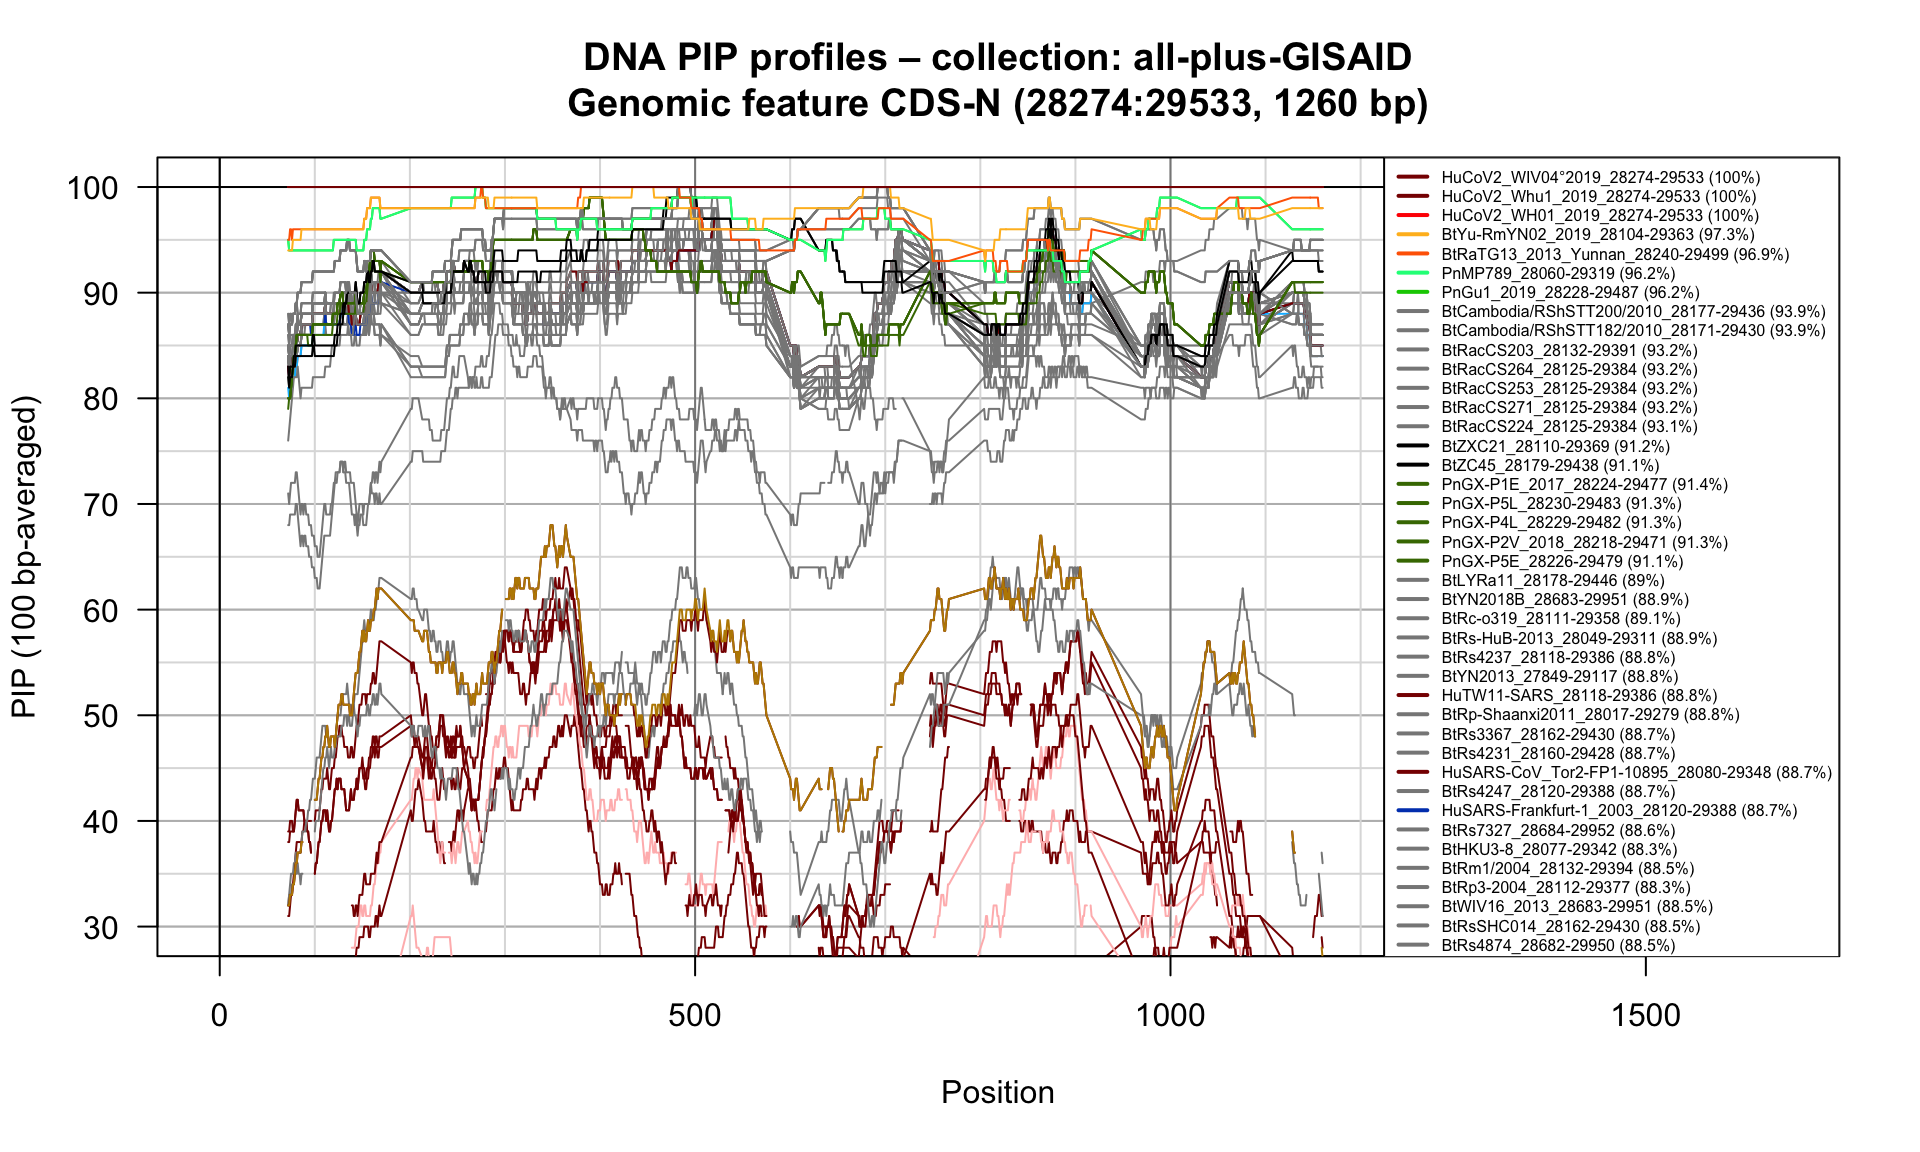 DNA PIP profiles – collection: all-plus-GISAID
Genomic feature CDS-N (28274:29533, 1260 bp)
PIP (100 bp-averaged)
100
90
80
70
60
50
40
30
0
500
1000
1500
Position
HuCoV2_WIV04°2019_28274-29533 (100%)
HuCoV2_Whu1_2019_28274-29533 (100%)
HuCoV2_WH01_2019_28274-29533 (100%)
BtYu-RmYN02_2019_28104-29363 (97.3%)
BtRaTG13_2013_Yunnan_28240-29499 (96.9%)
PnMP789_28060-29319 (96.2%)
PnGu1_2019_28228-29487 (96.2%)
BtCambodia/RShSTT200/2010_28177-29436 (93.9%)
BtCambodia/RShSTT182/2010_28171-29430 (93.9%)
BtRacCS203_28132-29391 (93.2%)
BtRacCS264_28125-29384 (93.2%)
BtRacCS253_28125-29384 (93.2%)
BtRacCS271_28125-29384 (93.2%)
BtRacCS224_28125-29384 (93.1%)
BtZXC21_28110-29369 (91.2%)
BtZC45_28179-29438 (91.1%)
PnGX-P1E_2017_28224-29477 (91.4%)
PnGX-P5L_28230-29483 (91.3%)
PnGX-P4L_28229-29482 (91.3%)
PnGX-P2V_2018_28218-29471 (91.3%)
PnGX-P5E_28226-29479 (91.1%)
BtLYRa11_28178-29446 (89%)
BtYN2018B_28683-29951 (88.9%)
BtRc-o319_28111-29358 (89.1%)
BtRs-HuB-2013_28049-29311 (88.9%)
BtRs4237_28118-29386 (88.8%)
BtYN2013_27849-29117 (88.8%)
HuTW11-SARS_28118-29386 (88.8%)
BtRp-Shaanxi2011_28017-29279 (88.8%)
BtRs3367_28162-29430 (88.7%)
BtRs4231_28160-29428 (88.7%)
HuSARS-CoV_Tor2-FP1-10895_28080-29348 (88.7%)
BtRs4247_28120-29388 (88.7%)
HuSARS-Frankfurt-1_2003_28120-29388 (88.7%)
BtRs7327_28684-29952 (88.6%)
BtHKU3-8_28077-29342 (88.3%)
BtRm1/2004_28132-29394 (88.5%)
BtRp3-2004_28112-29377 (88.3%)
BtWIV16_2013_28683-29951 (88.5%)
BtRsSHC014_28162-29430 (88.5%)
BtRs4874_28682-29950 (88.5%)